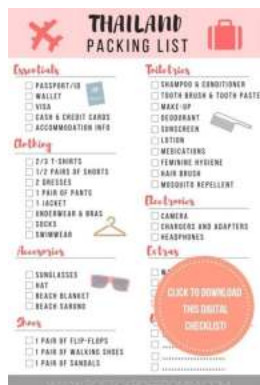 THAILAND
PACKING LIST
Essentials
PASSPORT/ID
WALLET
VISA
CASH & CREDIT CARDS
ACCOMMODATION INFO
Clothing
2/3 T-SHIRTS
1/2 PAIRS OF SHORTS
2 DRESSES
1 PAIR OF PANTS
1 JACKET
UNDERWEAR & BRAS
SOCKS
SWIMWEAR
Accessories
SUNGLASSES
HAT
BEACH BLANKET
BEACH SARONG
Shoes
1 PAIR OF FLIP-FLOPS
1 PAIR OF WALKING SHOES
1 PAIR OF SANDALS
Toiletries
SHAMPOO & CONDITIONER
TOOTH BRUSH & TOOTH PASTE
MAKE-UP
DEODORANT
SUNSCREEN
LOTION
MEDICATIONS
FEMININE HYGIENE
HAIR BRUSH
MOSQUITO REPELLENT
Electronics
CAMERA
CHARGERS AND ADAPTERS
HEADPHONES
Extras
CLICK TO DOWNLOAD
THIS DIGITAL
CHECKLIST!